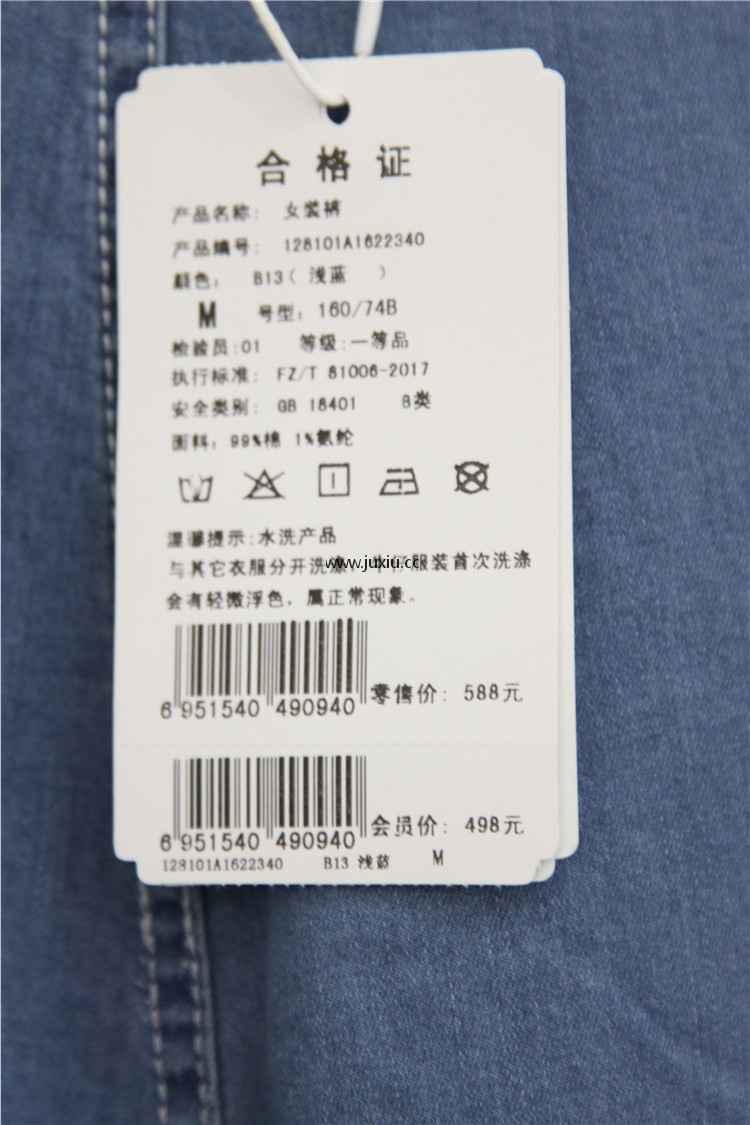 合格证
产品名称: 女装裤
产品编号: 128101A1622340
颜色: B13( 浅蓝 )
M 号型: 160/74B
检验员:01 等级:一等品
执行标准: FZ/T 81006-2017
安全类别: GB 18401 B类
面料: 99%棉 1%氨纶
温馨提示:水洗产品
与其它衣服分开洗涤, 牛仔服装首次洗涤
www.juxiu.cc
会有轻微浮色, 属正常现象。
6 951540 490940 零售价: 588元
6 951540 490940 会员价: 498元
128101A1622340 B13 浅蓝 M